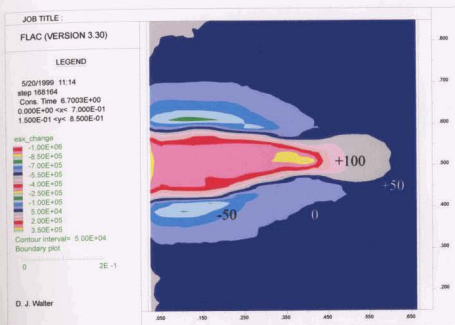 JOB TITLE :
FLAC (VERSION 3.30)
LEGEND
5/20/1999 11:14
step 168164
Cons. Time 6.7003E+00
0.000E+00 <x< 7.000E-01
1.500E-01 <y< 8.500E-01
esx_change
-1.00E+06
-8.50E+05
-7.00E+05
-5.50E+05
-4.00E+05
-2.50E+05
-1.00E+05
5.00E+04
2.00E+05
3.50E+05
Contour interval= 5.00E+04
Boundary plot
0 2E -1
D. J. Walter
+100
+50
-50
0
.800
.700
.600
.500
.400
.300
.200
.050 .150 .250 .350 .450 .550 .650